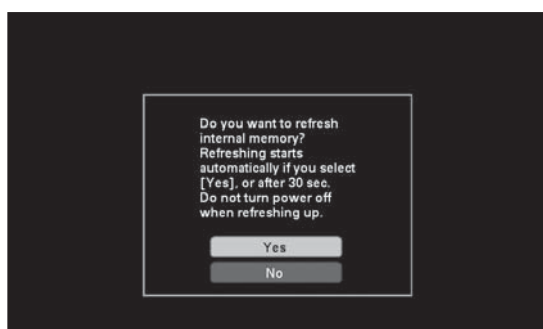 Do you want to refresh
internal memory?
Refreshing starts
automatically if you select
[Yes], or after 30 sec.
Do not turn power off
when refreshing up.
Yes
No